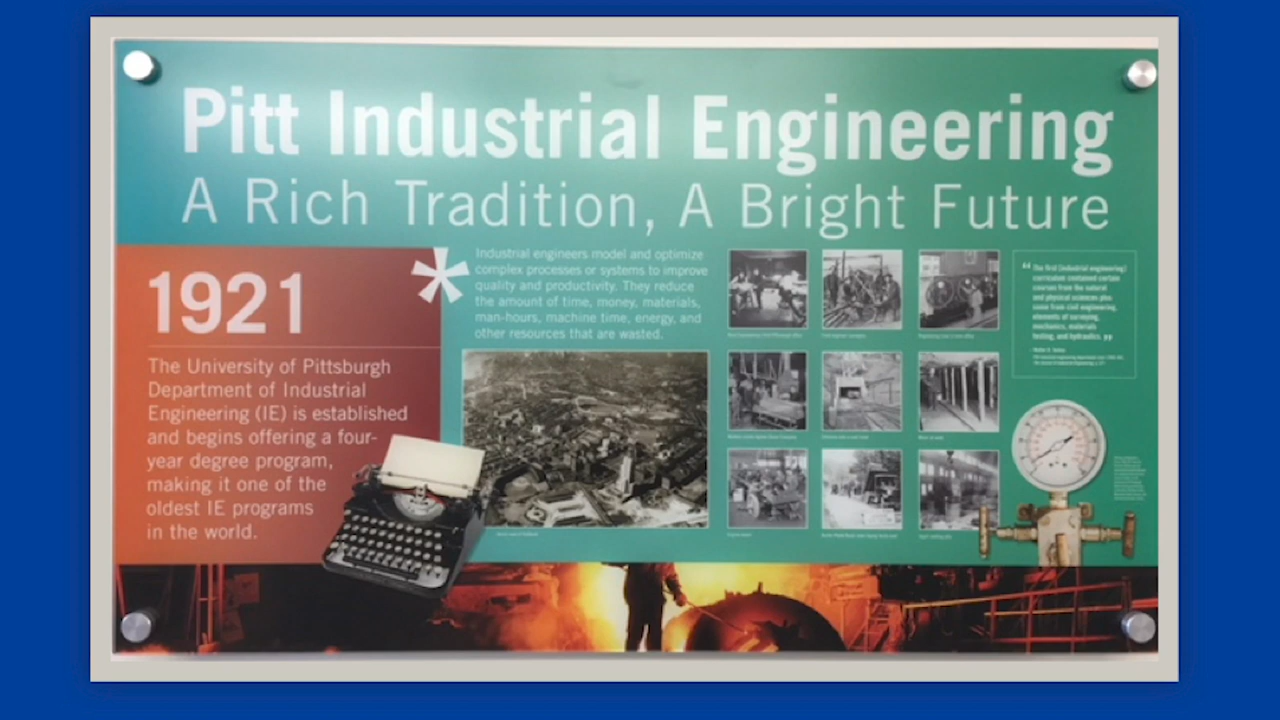 Pitt Industrial Engineering
A Rich Tradition, A Bright Future
1921
The University of Pittsburgh
Department of Industrial
Engineering (IE) is established
and begins offering a four-
year degree program,
making it one of the
oldest IE programs
in the world.
*
Industrial engineers model and optimize
complex processes or systems to improve
quality and productivity. They reduce
the amount of time, money, materials,
man-hours, machine time, energy, and
other resources that are wasted.
“ The first [industrial engineering]
curriculum contained certain
courses from the natural
and physical sciences plus
some from civil engineering,
elements of surveying,
mechanics, materials
testing, and hydraulics. ”